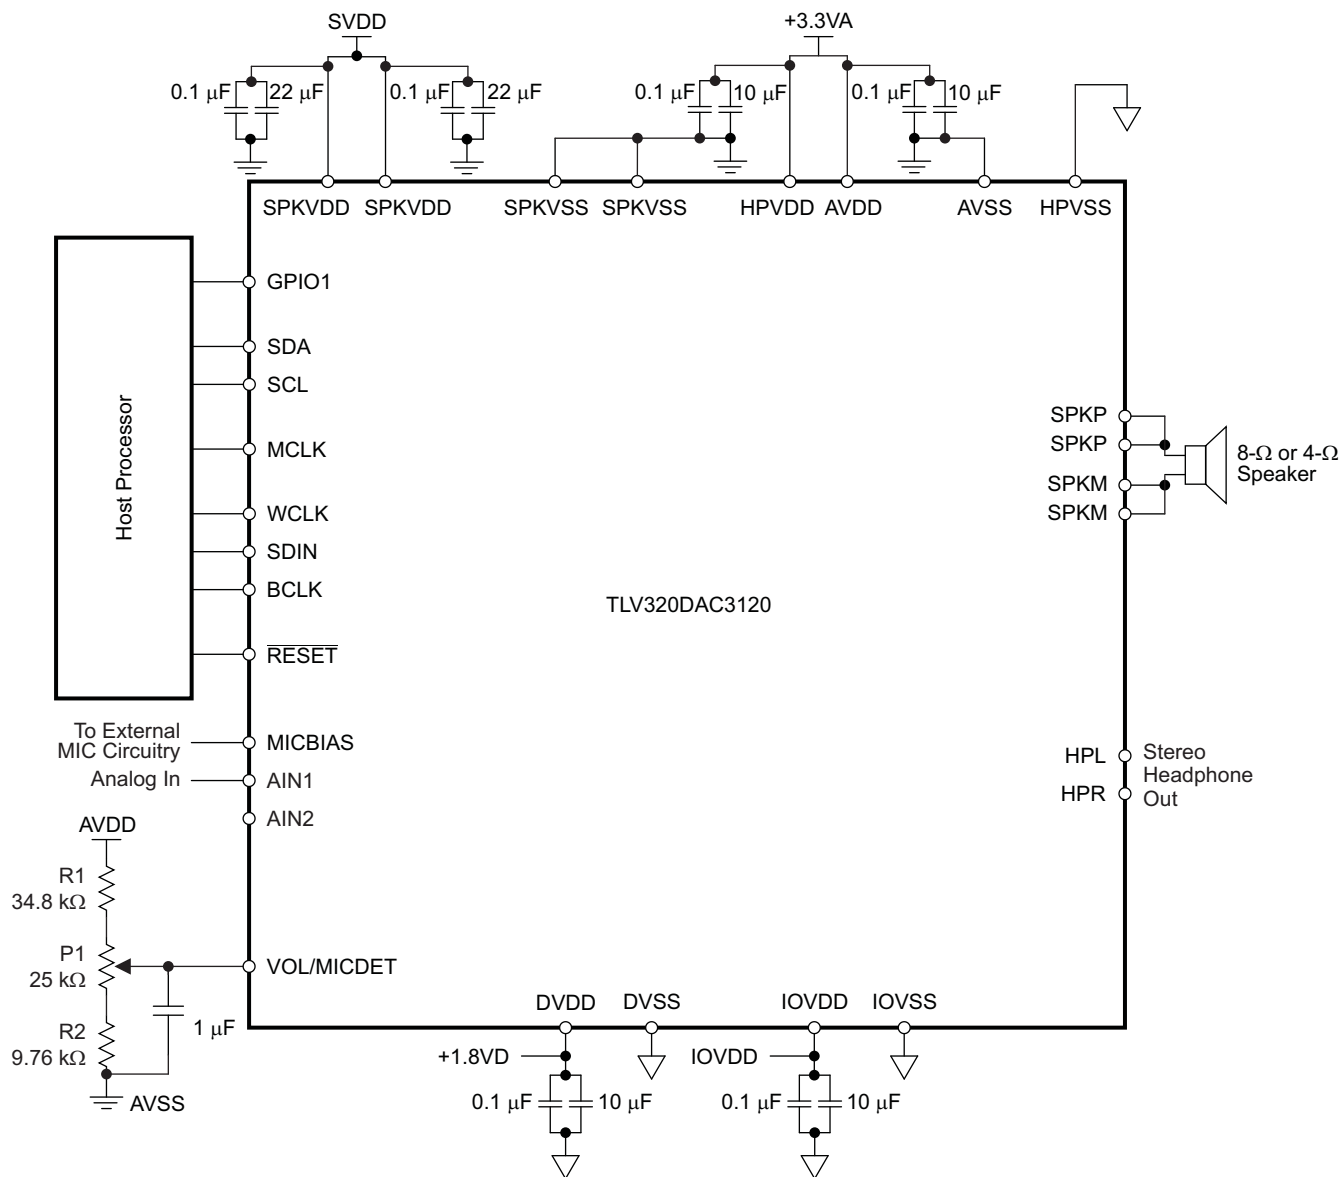 SVDD
+3.3VA
0.1 μF
22 μF
0.1 μF
22 μF
0.1 μF
10 μF
0.1 μF
10 μF
SPKVDD
SPKVDD
SPKVSS
SPKVSS
HPVDD
AVDD
AVSS
HPVSS
Host Processor
GPIO1
SDA
SCL
MCLK
WCLK
SDIN
BCLK
RESET
SPKP
SPKP
SPKM
SPKM
8-Ω or 4-Ω
Speaker
TLV320DAC3120
To External
MIC Circuitry
MICBIAS
Analog In
AIN1
AIN2
HPL
HPR
Stereo
Headphone
Out
AVDD
R1
34.8 kΩ
P1
25 kΩ
R2
9.76 kΩ
AVSS
1 μF
VOL/MICDET
DVDD
DVSS
IOVDD
IOVSS
+1.8VD
IOVDD
0.1 μF
10 μF
0.1 μF
10 μF